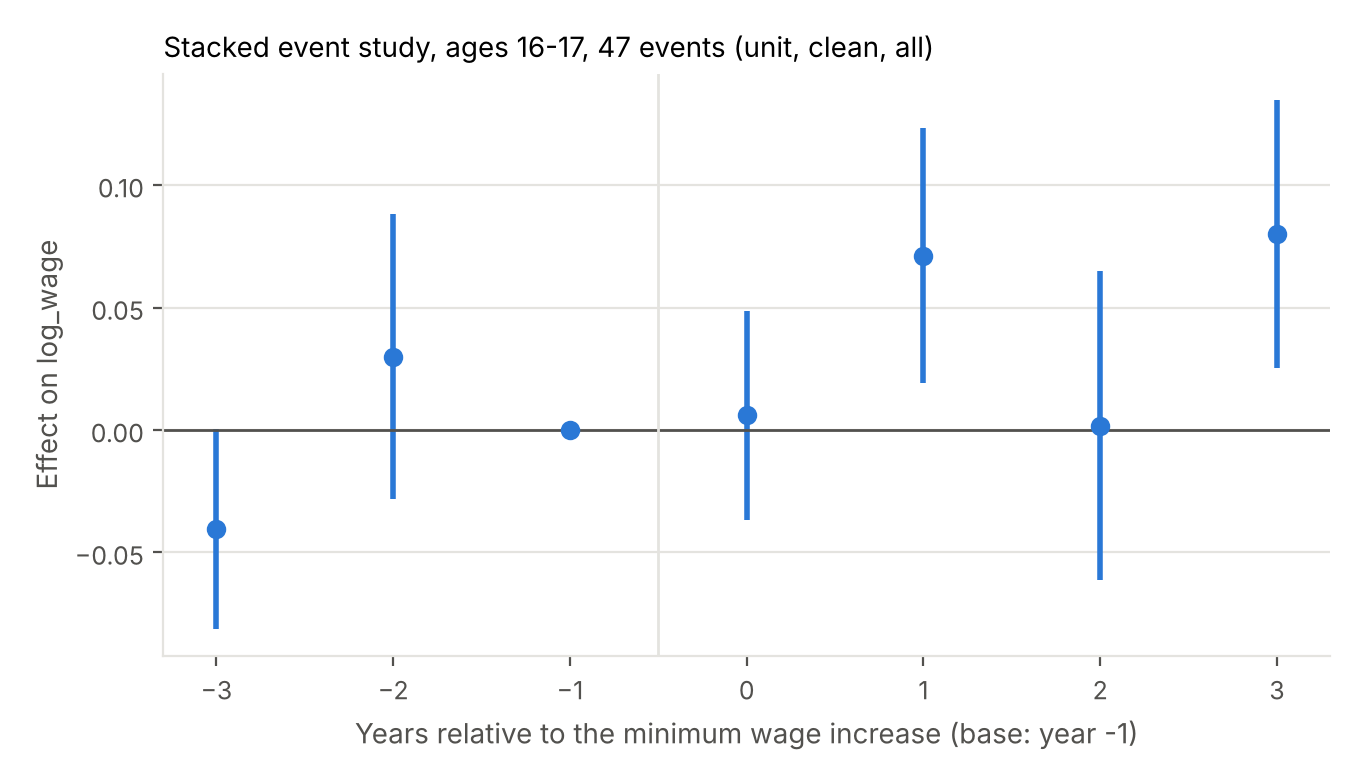 Stacked event study, ages 16-17, 47 events (unit, clean, all)
Effect on log_wage
0.10
0.05
0.00
−0.05
−3 −2 −1 0 1 2 3
Years relative to the minimum wage increase (base: year -1)